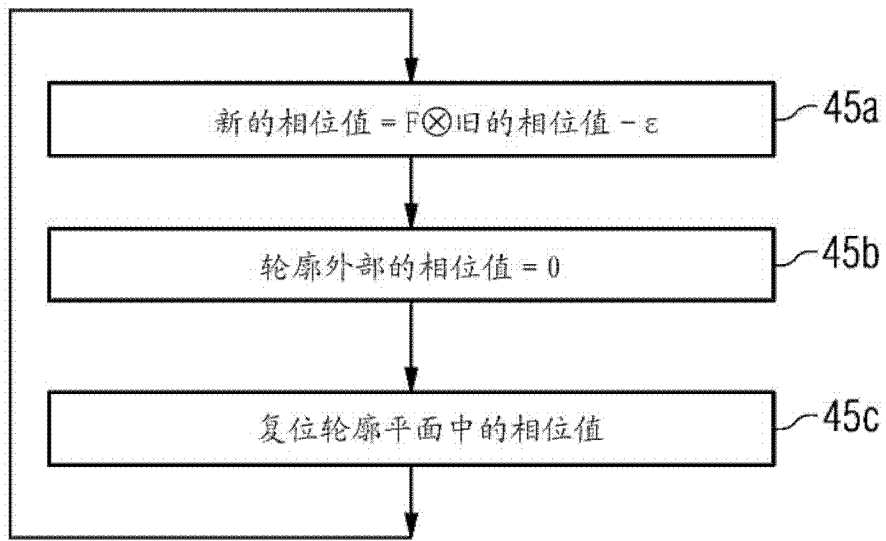 新的相位值 = F⊗旧的相位值 - ε
45a
轮廓外部的相位值 = 0
45b
复位轮廓平面中的相位值
45c